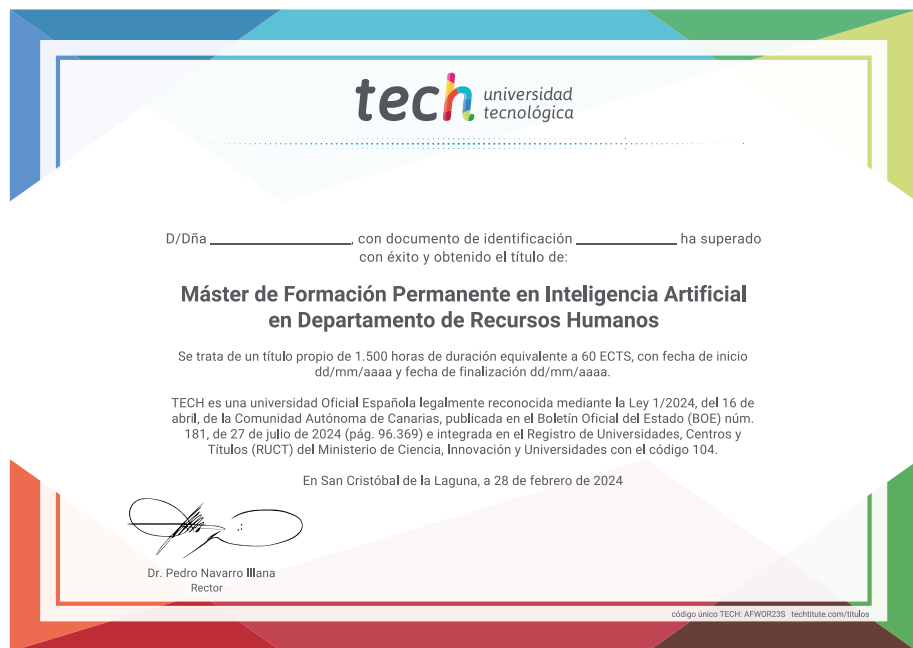 tech universidad
tecnológica
D/Dña ________________, con documento de identificación ____________ ha superado
con éxito y obtenido el título de:
Máster de Formación Permanente en Inteligencia Artificial
en Departamento de Recursos Humanos
Se trata de un título propio de 1.500 horas de duración equivalente a 60 ECTS, con fecha de inicio
dd/mm/aaaa y fecha de finalización dd/mm/aaaa.
TECH es una universidad Oficial Española legalmente reconocida mediante la Ley 1/2024, del 16 de
abril, de la Comunidad Autónoma de Canarias, publicada en el Boletín Oficial del Estado (BOE) núm.
181, de 27 de julio de 2024 (pág. 96.369) e integrada en el Registro de Universidades, Centros y
Títulos (RUCT) del Ministerio de Ciencia, Innovación y Universidades con el código 104.
En San Cristóbal de la Laguna, a 28 de febrero de 2024
Dr. Pedro Navarro Illana
Rector
código único TECH: AFWOR23S techtitute.com/titulos